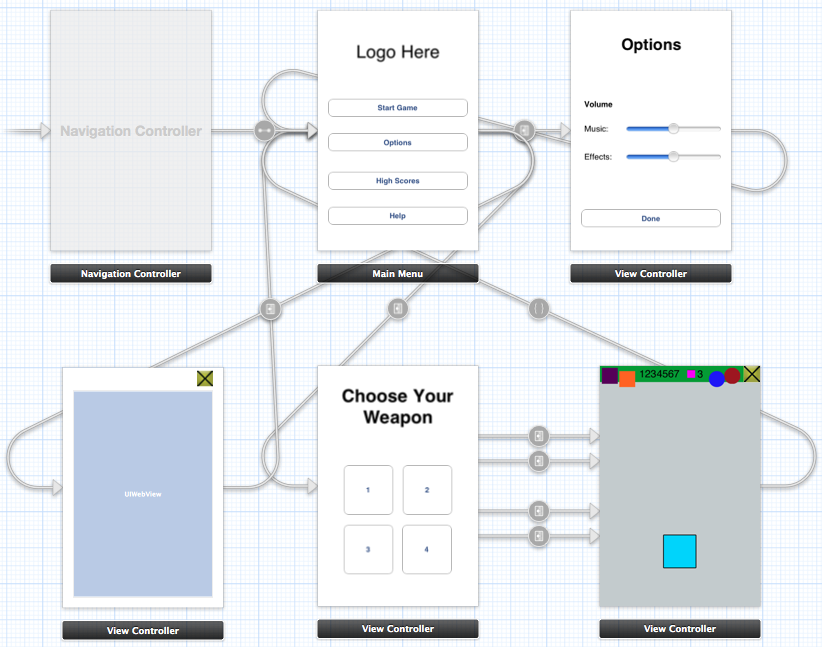 Navigation Controller
Navigation Controller
Logo Here
Start Game
Options
High Scores
Help
Main Menu
Options
Volume
Music:
Effects:
Done
View Controller
UIWebView
View Controller
Choose Your
Weapon
1
2
3
4
View Controller
1234567 3
View Controller